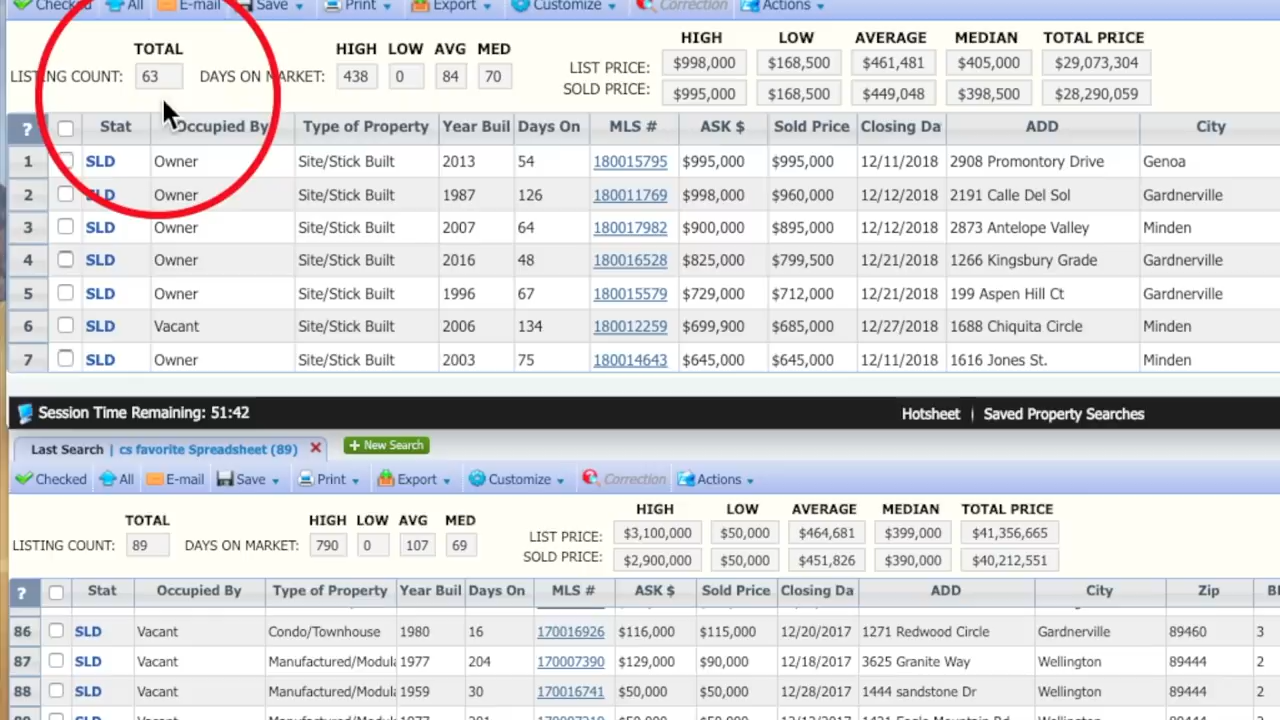 Checked All E-mail Save Print Export Customize Correction Actions
TOTAL HIGH LOW AVG MED HIGH LOW AVERAGE MEDIAN TOTAL PRICE
LISTING COUNT: 63 DAYS ON MARKET: 438 0 84 70 LIST PRICE: $998,000 $168,500 $461,481 $405,000 $29,073,304
SOLD PRICE: $995,000 $168,500 $449,048 $398,500 $28,290,059
? Stat Occupied By Type of Property Year Buil Days On MLS # ASK $ Sold Price Closing Da ADD City
1 SLD Owner Site/Stick Built 2013 54 180015795 $995,000 $995,000 12/11/2018 2908 Promontory Drive Genoa
2 SLD Owner Site/Stick Built 1987 126 180011769 $998,000 $960,000 12/12/2018 2191 Calle Del Sol Gardnerville
3 SLD Owner Site/Stick Built 2007 64 180017982 $900,000 $895,000 12/12/2018 2873 Antelope Valley Minden
4 SLD Owner Site/Stick Built 2016 48 180016528 $825,000 $799,500 12/21/2018 1266 Kingsbury Grade Gardnerville
5 SLD Owner Site/Stick Built 1996 67 180015579 $729,000 $712,000 12/21/2018 199 Aspen Hill Ct Gardnerville
6 SLD Vacant Site/Stick Built 2006 134 180012259 $699,900 $685,000 12/27/2018 1688 Chiquita Circle Minden
7 SLD Owner Site/Stick Built 2003 75 180014643 $645,000 $645,000 12/11/2018 1616 Jones St. Minden
Session Time Remaining: 51:42 Hotsheet | Saved Property Searches
Last Search | cs favorite Spreadsheet (89) + New Search
Checked All E-mail Save Print Export Customize Correction Actions
TOTAL HIGH LOW AVG MED HIGH LOW AVERAGE MEDIAN TOTAL PRICE
LISTING COUNT: 89 DAYS ON MARKET: 790 0 107 69 LIST PRICE: $3,100,000 $50,000 $464,681 $399,000 $41,356,665
SOLD PRICE: $2,900,000 $50,000 $451,826 $390,000 $40,212,551
? Stat Occupied By Type of Property Year Buil Days On MLS # ASK $ Sold Price Closing Da ADD City Zip
86 SLD Vacant Condo/Townhouse 1980 16 170016926 $116,000 $115,000 12/20/2017 1271 Redwood Circle Gardnerville 89460 3
87 SLD Vacant Manufactured/Modula 1977 204 170007390 $129,000 $90,000 12/18/2017 3625 Granite Way Wellington 89444 2
88 SLD Vacant Manufactured/Modula 1959 30 170016741 $50,000 $50,000 12/28/2017 1444 sandstone Dr Wellington 89444 2